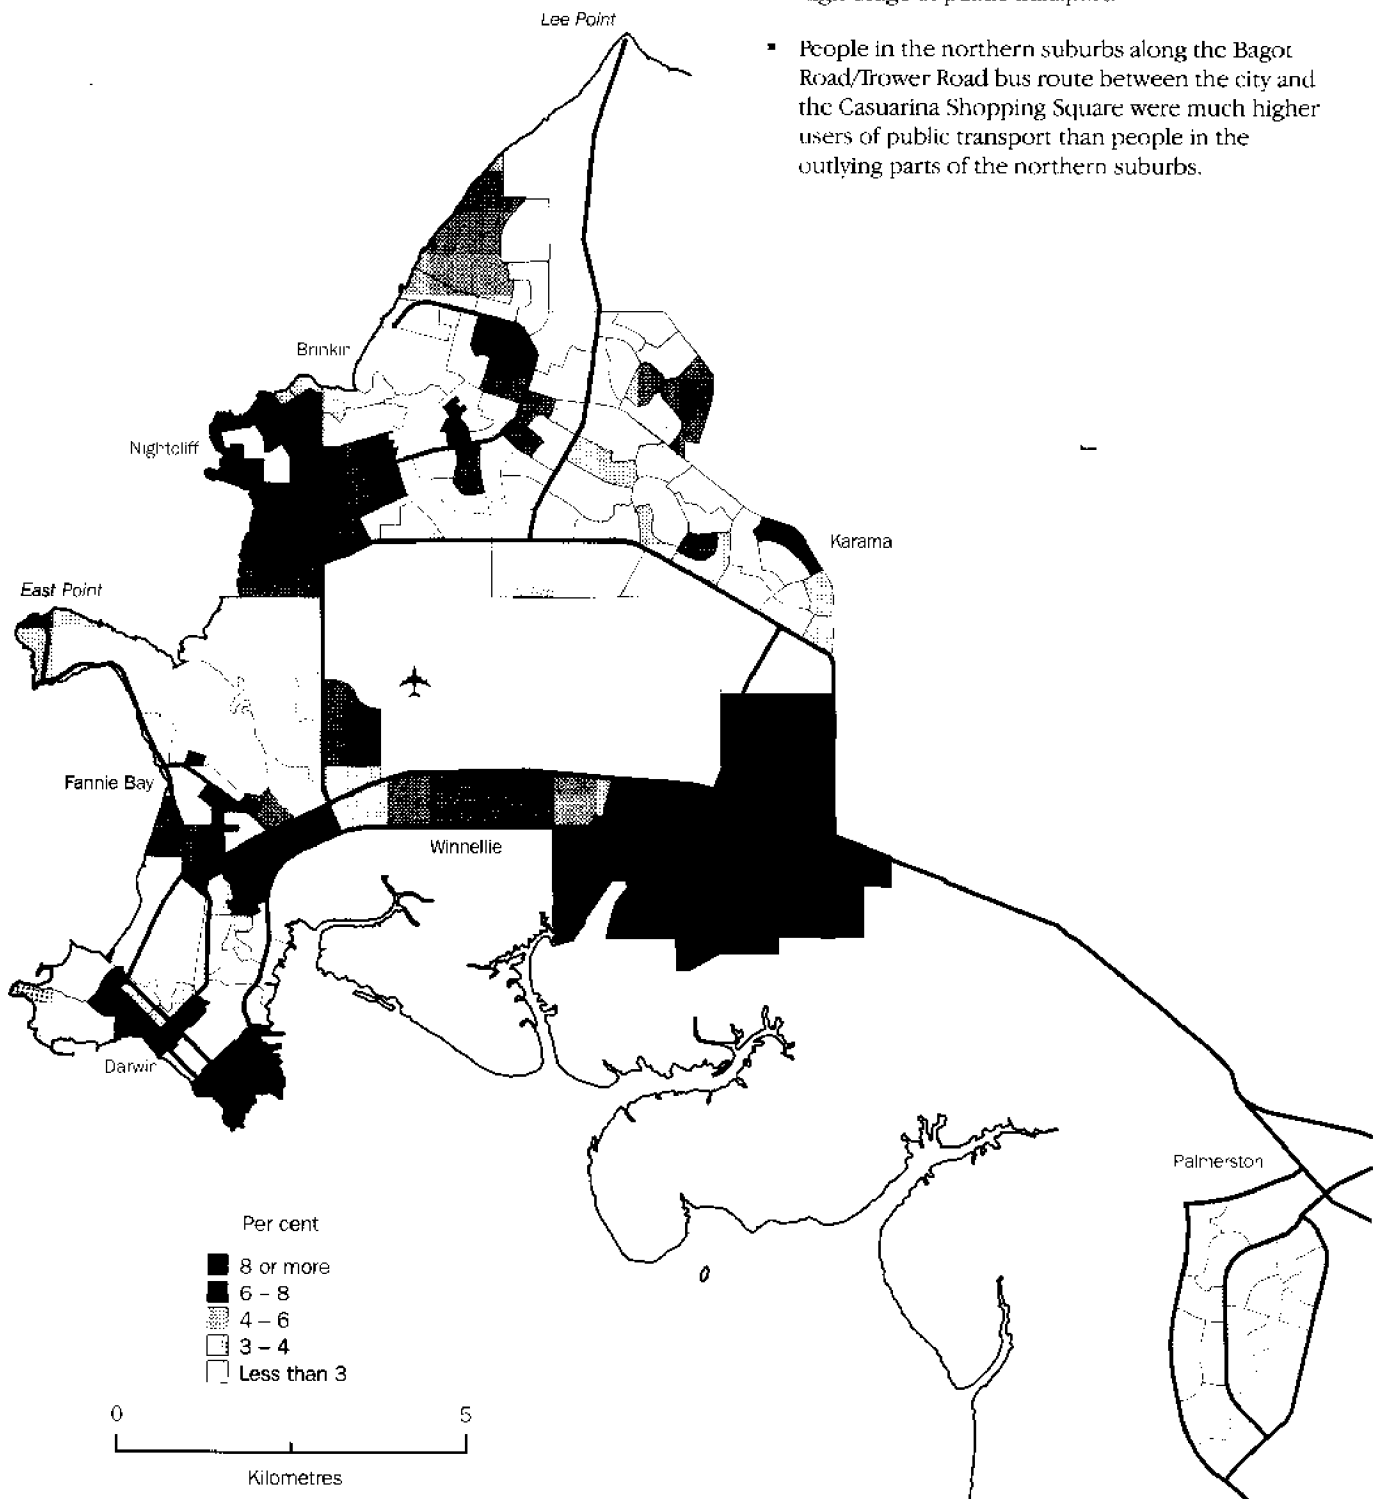 Lee Point
People in the northern suburbs along the Bagot
Road/Trower Road bus route between the city and
the Casuarina Shopping Square were much higher
users of public transport than people in the
outlying parts of the northern suburbs.
Brinkin
Nightcliff
Karama
East Point
Fannie Bay
Winnellie
Darwin
Palmerston
Per cent
8 or more
6 – 8
4 – 6
3 – 4
Less than 3
0 5
Kilometres